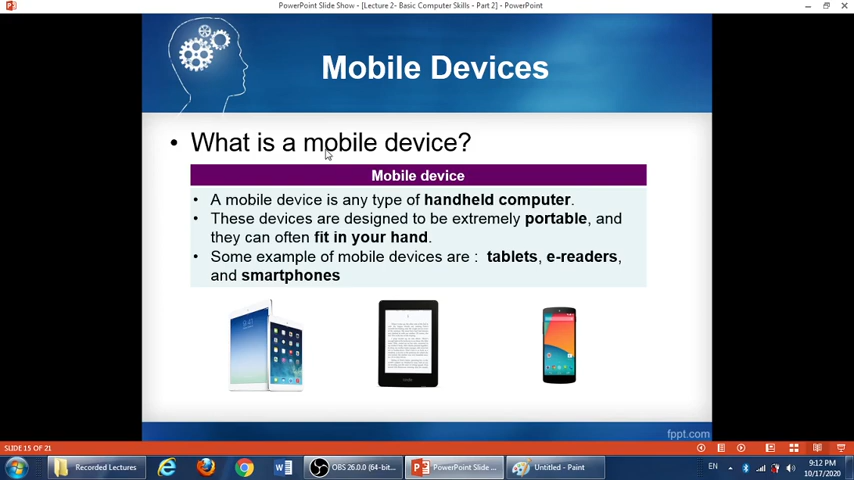 PowerPoint Slide Show - [Lecture 2- Basic Computer Skills - Part 2] - PowerPoint
Mobile Devices
• What is a mobile device?
Mobile device
• A mobile device is any type of handheld computer.
• These devices are designed to be extremely portable, and
they can often fit in your hand.
• Some example of mobile devices are : tablets, e-readers,
and smartphones
fppt.com
SLIDE 15 OF 21
Recorded Lectures
OBS 26.0.0 (64-bit...
PowerPoint Slide ...
Untitled - Paint
EN
9:12 PM
10/17/2020